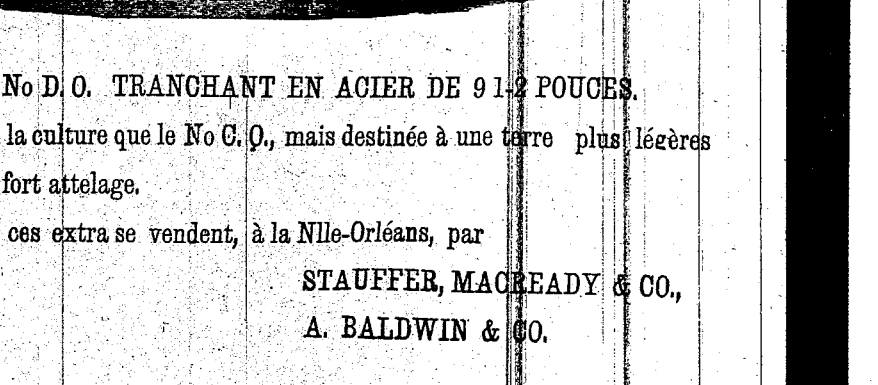 No D. O. TRANCHANT EN ACIER DE 9 1-2 POUCES.
la culture que le No C. O., mais destinée à une terre plus légères
fort attelage.
ces extra se vendent, à la Nlle-Orléans, par
STAUFFER, MACREADY & CO.,
A. BALDWIN & CO.